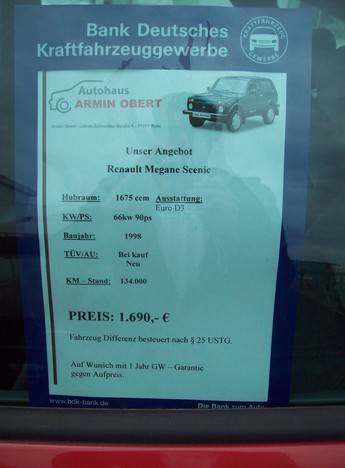 Bank Deutsches
Kraftfahrzeuggewerbe
KRAFTFAHRZEUG
GEWERBE
Autohaus
ARMIN OBERT
Unser Angebot
Renault Megane Scenic
Hubraum: 1675 ccm Ausstattung:
Euro D3
KW/PS: 66kw 90ps
Baujahr: 1998
TÜV/AU: Bei kauf
Neu
KM – Stand: 134.000
PREIS: 1.690,- €
Fahrzeug Differenz besteuert nach § 25 USTG.
Auf Wunsch mit 1 Jahr GW – Garantie
gegen Aufpreis.
www.bdk-bank.de Die Bank zum Auto